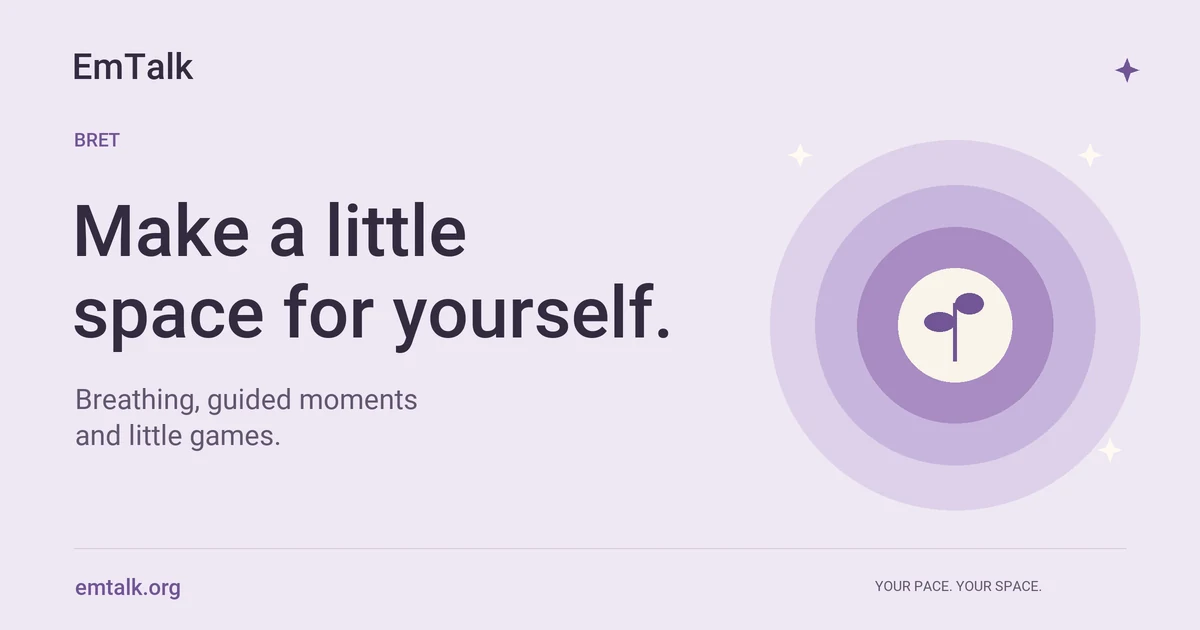 EmTalk
BRET
Make a little
space for yourself.
Breathing, guided moments
and little games.
emtalk.org
YOUR PACE. YOUR SPACE.